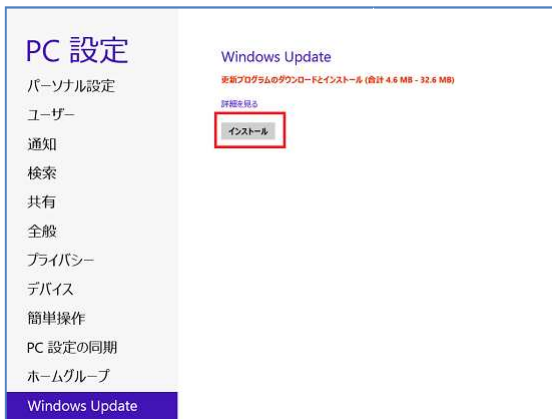 PC 設定
パーソナル設定
ユーザー
通知
検索
共有
全般
プライバシー
デバイス
簡単操作
PC 設定の同期
ホームグループ
Windows Update
Windows Update
更新プログラムのダウンロードとインストール (合計 4.6 MB - 32.6 MB)
詳細を見る
インストール